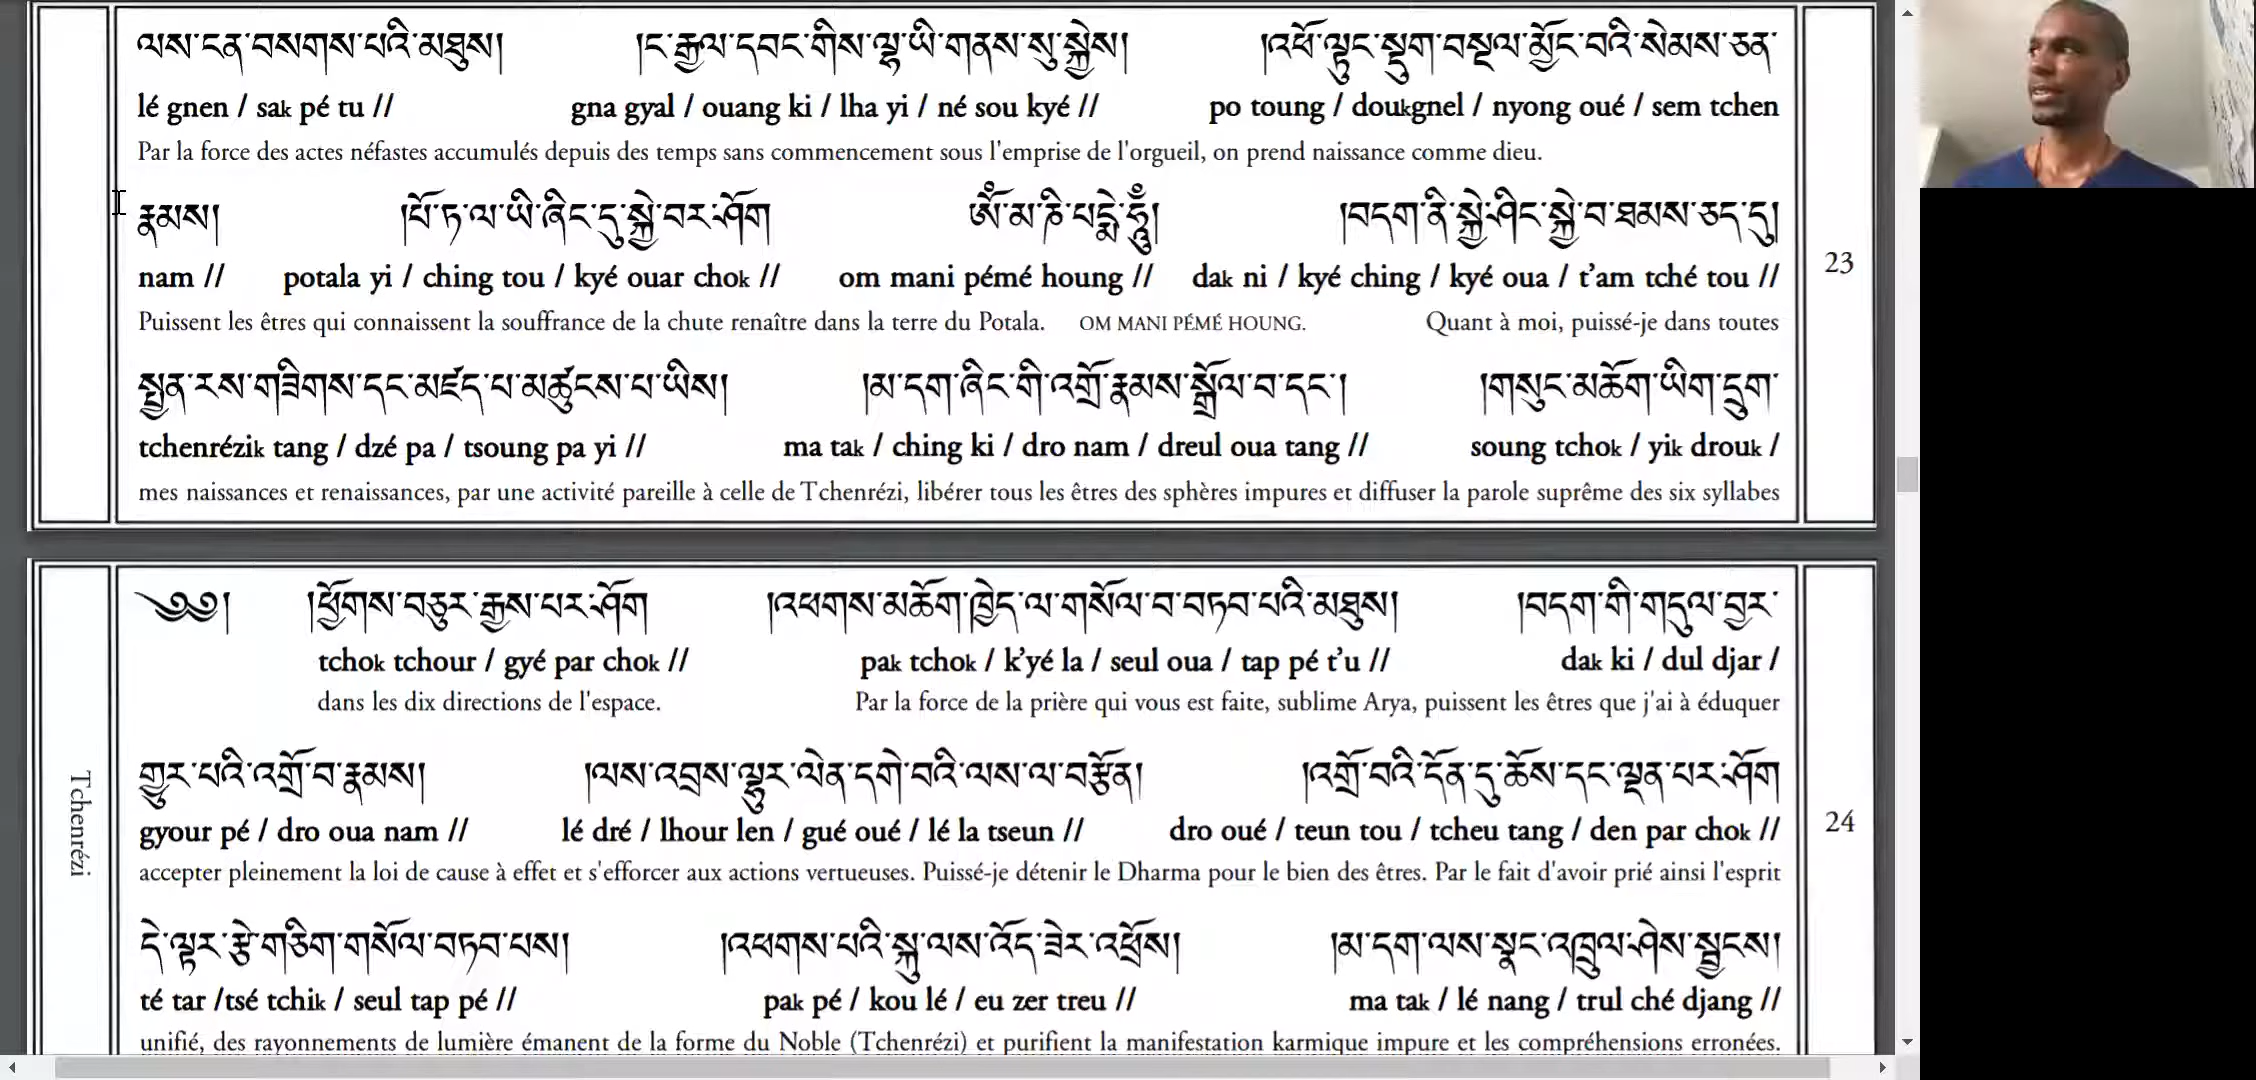 ལས་ངན་བསགས་པའི་མཐུས། །ང་རྒྱལ་དབང་གིས་ལྷ་ཡི་གནས་སུ་སྐྱེས། །འཕོ་ལྟུང་སྡུག་བསྔལ་མྱོང་བའི་སེམས་ཅན་
lé gnen / sak pé tu // gna gyal / ouang ki / lha yi / né sou kyé // po toung / doukgnel / nyong oué / sem tchen
Par la force des actes néfastes accumulés depuis des temps sans commencement sous l'emprise de l'orgueil, on prend naissance comme dieu.
རྣམས། །པོ་ཏ་ལ་ཡི་ཞིང་དུ་སྐྱེ་བར་ཤོག ཨོཾ་མ་ཎི་པདྨེ་ཧཱུྃ། །བདག་ནི་སྐྱེ་ཤིང་སྐྱེ་བ་ཐམས་ཅད་དུ།
nam // potala yi / ching tou / kyé ouar chok // om mani pémé houng // dak ni / kyé ching / kyé oua / t’am tché tou //
23
Puissent les êtres qui connaissent la souffrance de la chute renaître dans la terre du Potala. OM MANI PÉMÉ HOUNG. Quant à moi, puissé-je dans toutes
སྤྱན་རས་གཟིགས་དང་མཛད་པ་མཚུངས་པ་ཡིས། །མ་དག་ཞིང་གི་འགྲོ་རྣམས་སྒྲོལ་བ་དང་། །གསུང་མཆོག་ཡིག་དྲུག་
tchenrézik tang / dzé pa / tsoung pa yi // ma tak / ching ki / dro nam / dreul oua tang // soung tchok / yik drouk /
mes naissances et renaissances, par une activité pareille à celle de Tchenrézi, libérer tous les êtres des sphères impures et diffuser la parole suprême des six syllabes
༄༅། །ཕྱོགས་བཅུར་རྒྱས་པར་ཤོག །འཕགས་མཆོག་ཁྱེད་ལ་གསོལ་བ་བཏབ་པའི་མཐུས། །བདག་གི་གདུལ་བྱར་
tchok tchour / gyé par chok // pak tchok / k’yé la / seul oua / tap pé t’u // dak ki / dul djar /
dans les dix directions de l'espace. Par la force de la prière qui vous est faite, sublime Arya, puissent les êtres que j'ai à éduquer
གྱུར་པའི་འགྲོ་བ་རྣམས། །ལས་འབྲས་ལྷུར་ལེན་དགེ་བའི་ལས་ལ་བརྩོན། །འགྲོ་བའི་དོན་དུ་ཆོས་དང་ལྡན་པར་ཤོག
gyour pé / dro oua nam // lé dré / lhour len / gué oué / lé la tseun // dro oué / teun tou / tcheu tang / den par chok //
24
Tchenrézi
accepter pleinement la loi de cause à effet et s'efforcer aux actions vertueuses. Puissé-je détenir le Dharma pour le bien des êtres. Par le fait d'avoir prié ainsi l'esprit
དེ་ལྟར་རྩེ་གཅིག་གསོལ་བཏབ་པས། །འཕགས་པའི་སྐུ་ལས་འོད་ཟེར་འཕྲོས། །མ་དག་ལས་སྣང་འཁྲུལ་ཤེས་སྦྱངས།
té tar /tsé tchik / seul tap pé // pak pé / kou lé / eu zer treu // ma tak / lé nang / trul ché djang //
unifié, des rayonnements de lumière émanent de la forme du Noble (Tchenrézi) et purifient la manifestation karmique impure et les compréhensions erronées.